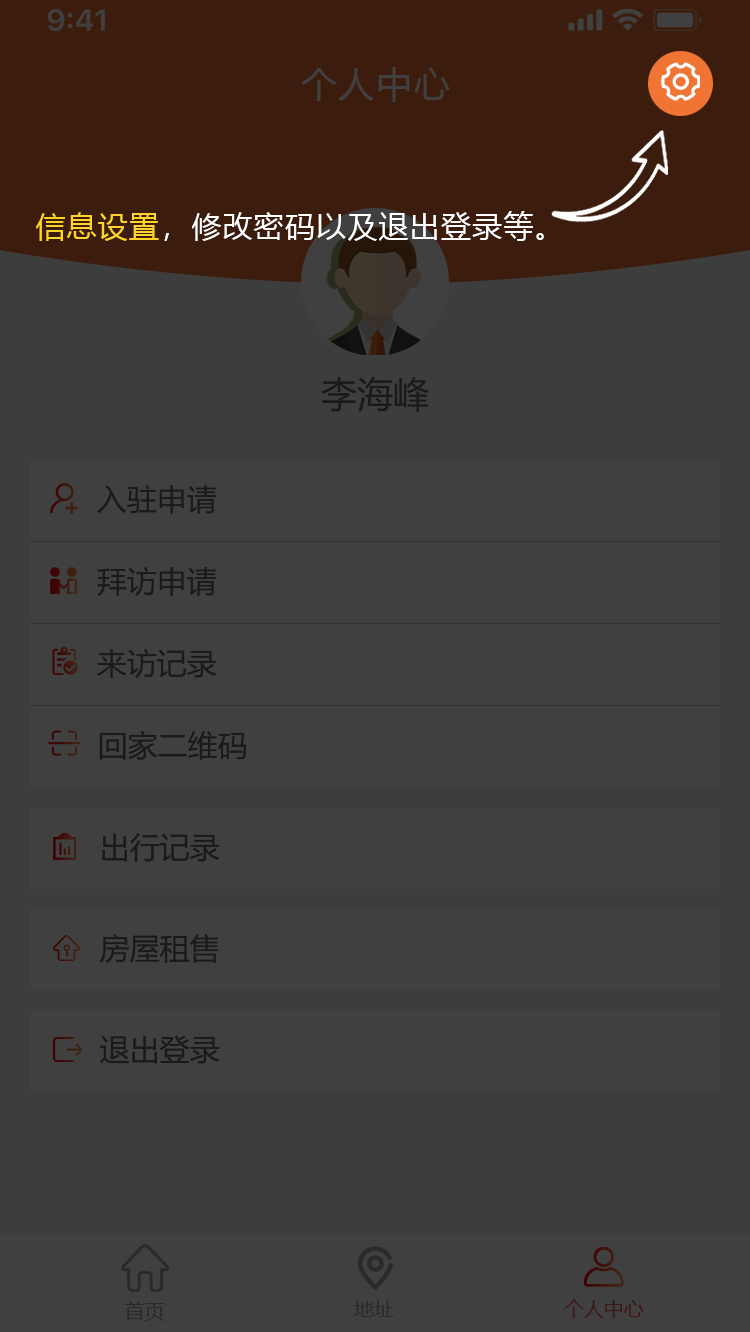 9:41
个人中心
信息设置，修改密码以及退出登录等。
李海峰
入驻申请
拜访申请
来访记录
回家二维码
出行记录
房屋租售
退出登录
首页
地址
个人中心